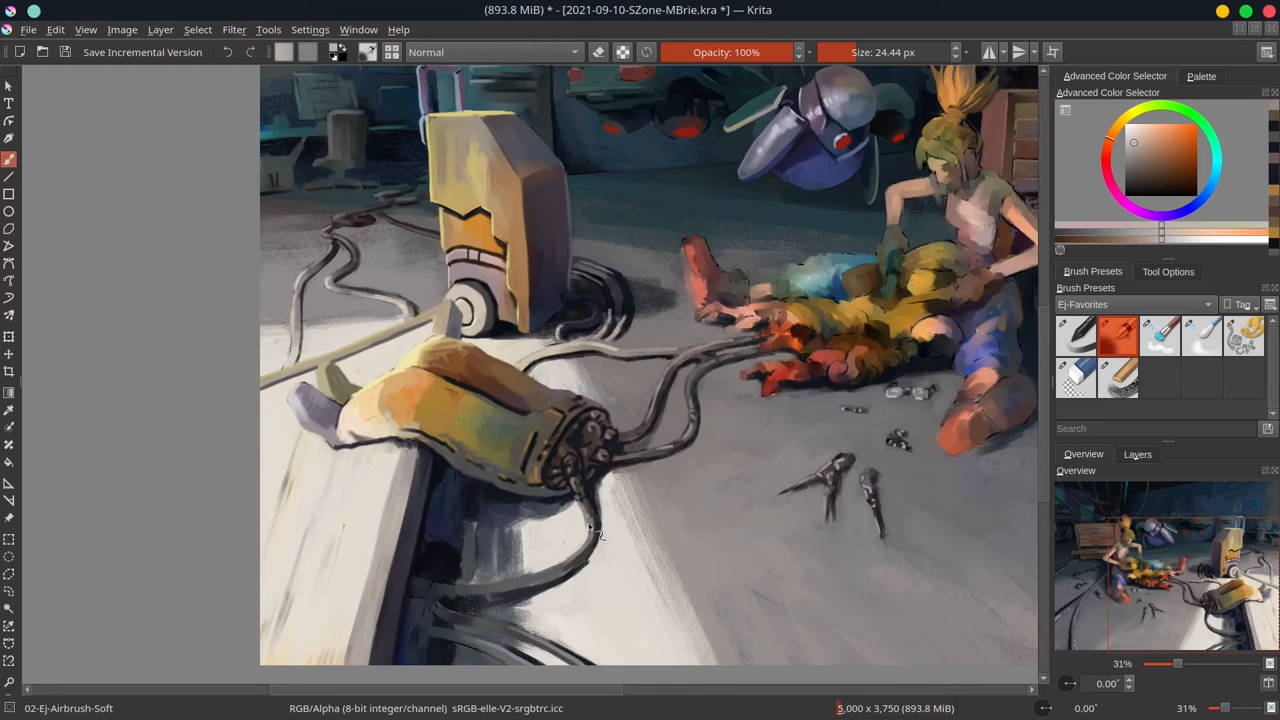 (893.8 MiB) * - [2021-09-10-SZone-MBrie.kra *] — Krita
File Edit View Image Layer Select Filter Tools Settings Window Help
Save Incremental Version Normal Opacity: 100% Size: 24.44 px
Advanced Color Selector Palette
Advanced Color Selector
Brush Presets Tool Options
Brush Presets
Ej-Favorites Tag
Search
Overview Layers
Overview
31%
0.00°
02-Ej-Airbrush-Soft RGB/Alpha (8-bit integer/channel) sRGB-elle-V2-srgbtrc.icc 5,000 x 3,750 (893.8 MiB) 0.00° 31%